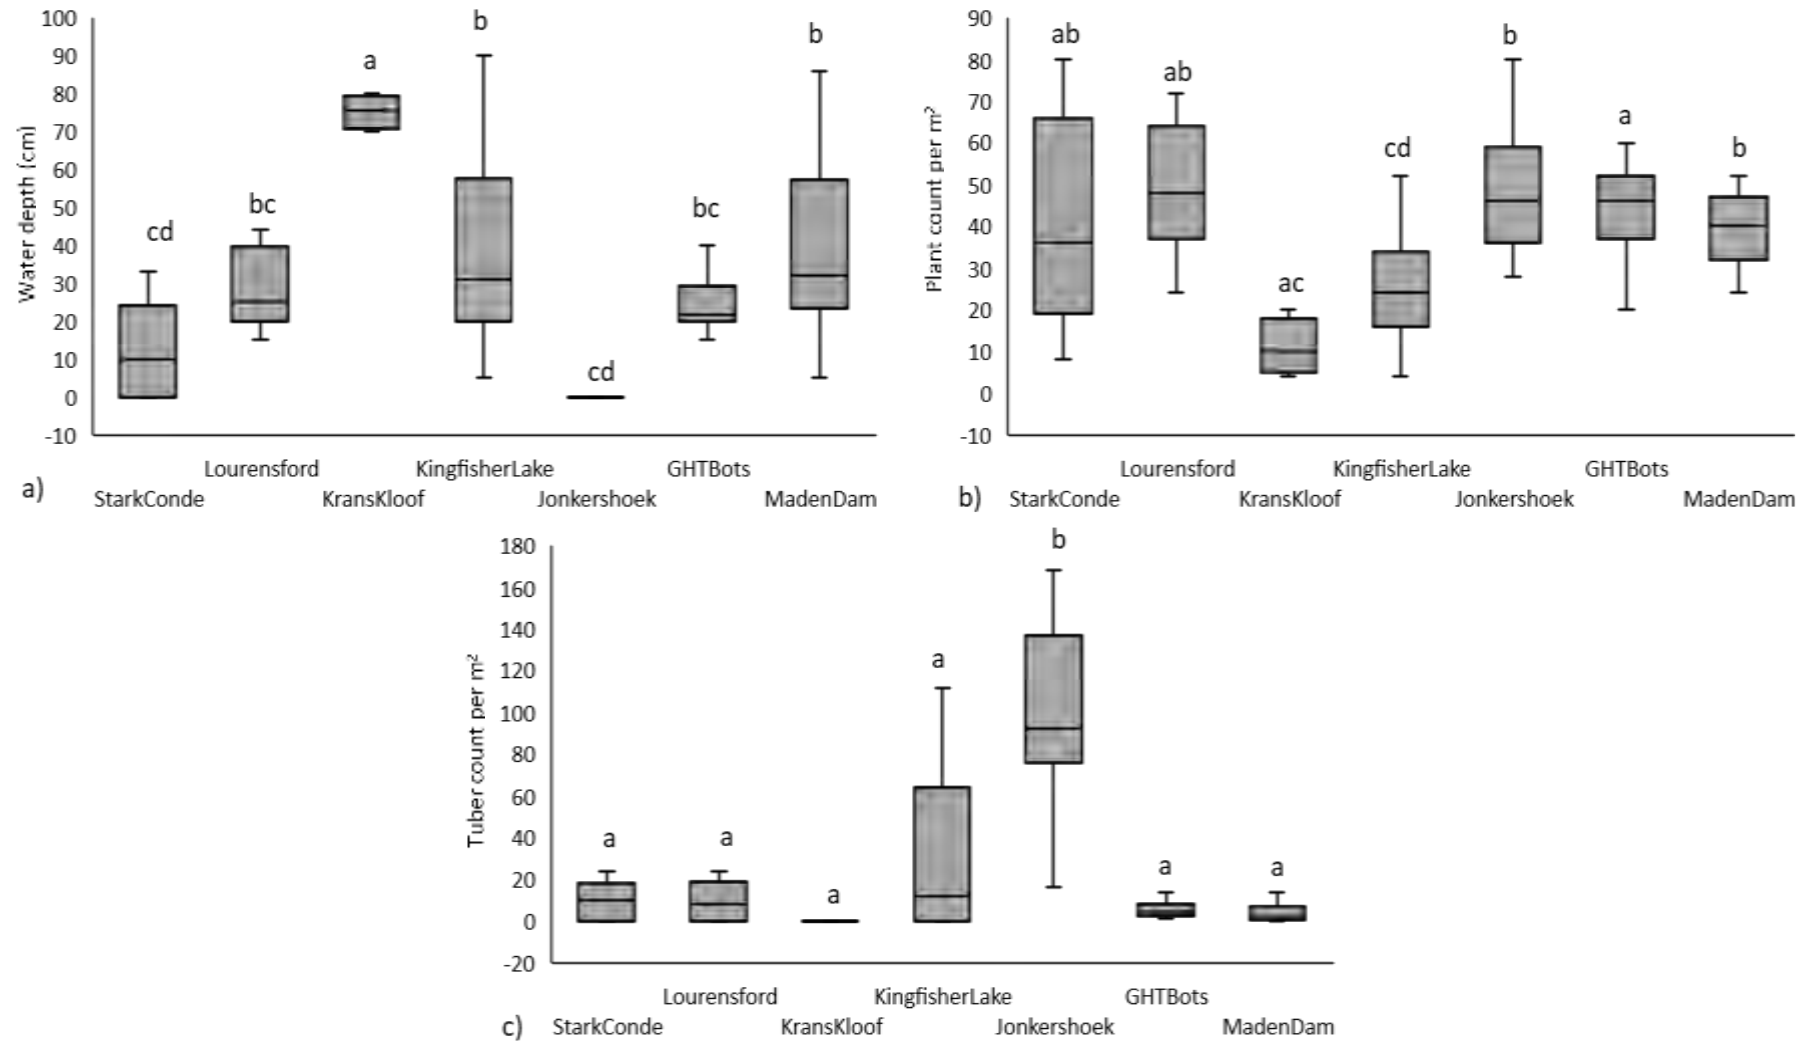 100
90
80
70
60
50
40
30
20
10
0
-10
Water depth (cm)
cd
bc
a
b
cd
bc
b
Lourensford KingfisherLake GHTBots
StarkConde KransKloof Jonkershoek MadenDam
a)
90
80
70
60
50
40
30
20
10
0
-10
Plant count per m²
ab
ab
ac
cd
b
a
b
Lourensford KingfisherLake GHTBots
StarkConde KransKloof Jonkershoek MadenDam
b)
180
160
140
120
100
80
60
40
20
0
-20
Tuber count per m²
a
a
a
a
b
a
a
Lourensford KingfisherLake GHTBots
StarkConde KransKloof Jonkershoek MadenDam
c)